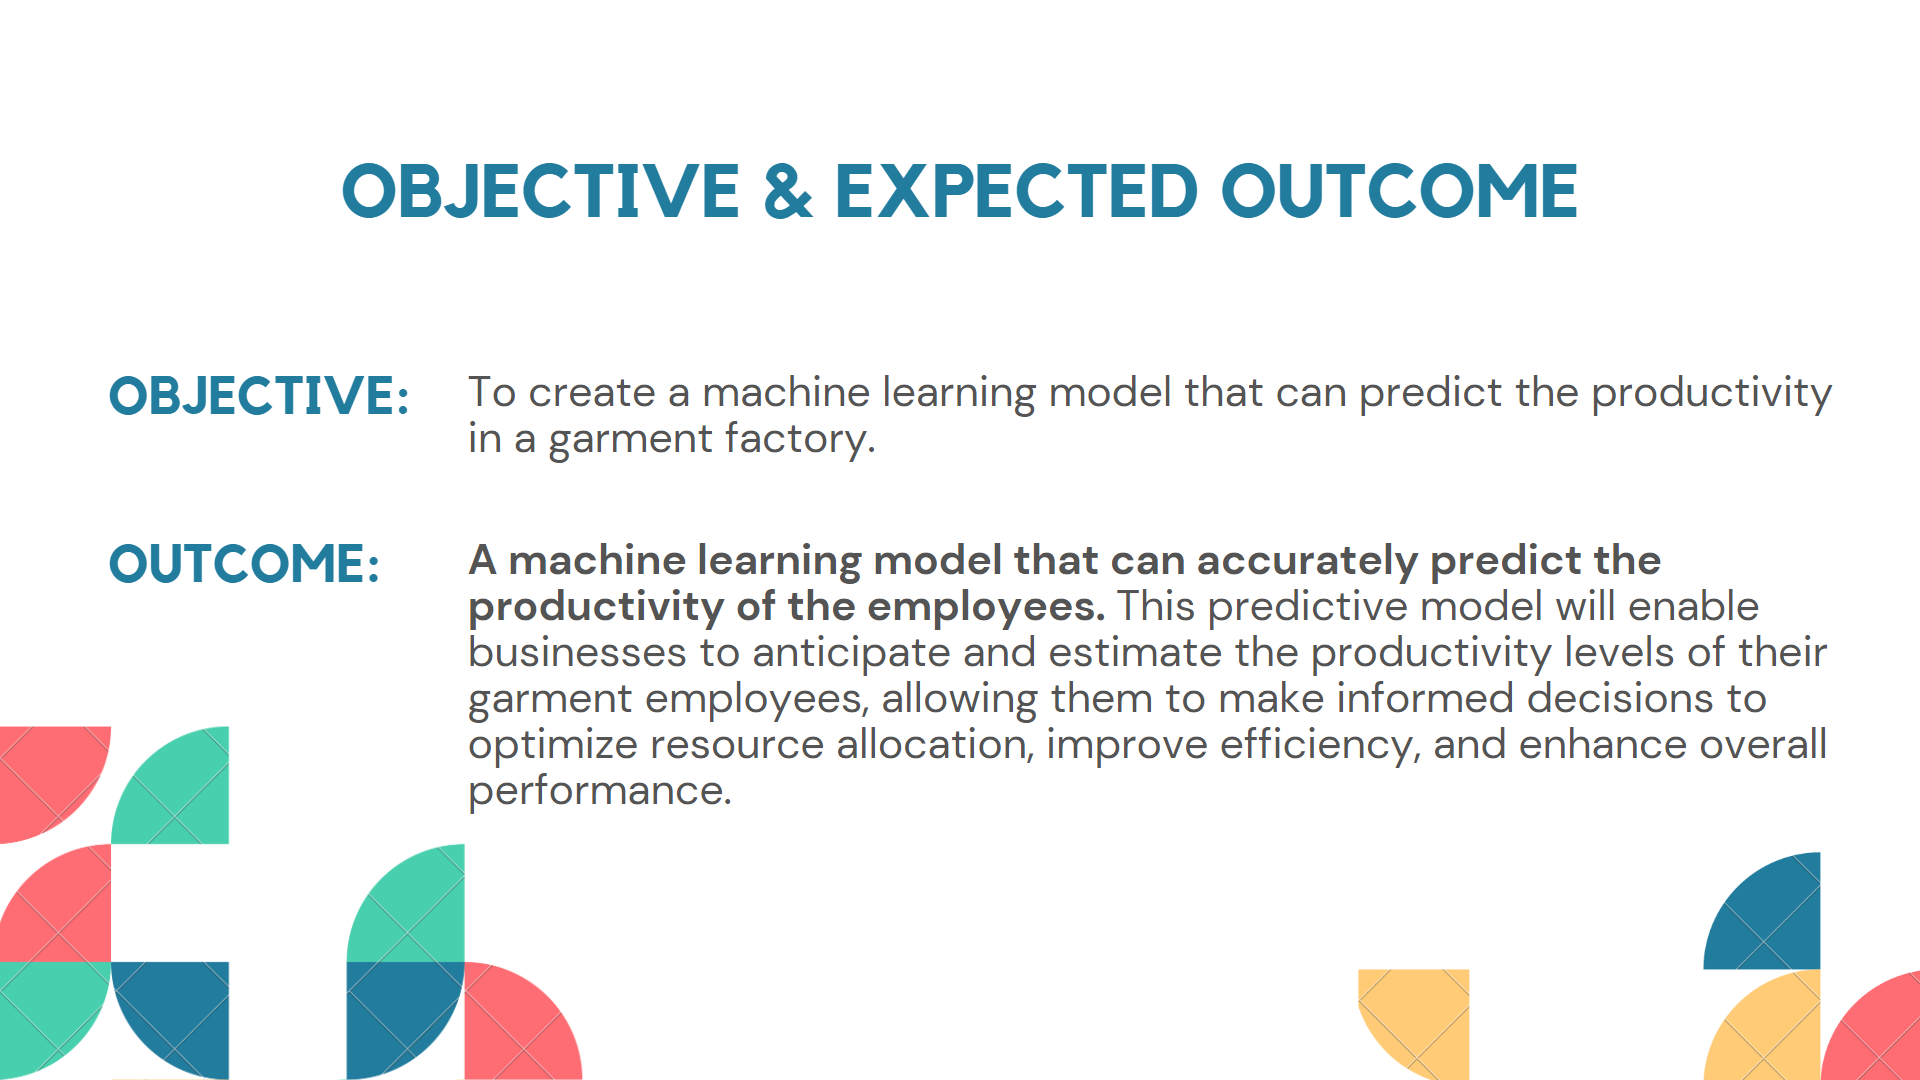 OBJECTIVE & EXPECTED OUTCOME
OBJECTIVE:
To create a machine learning model that can predict the productivity
in a garment factory.
OUTCOME:
A machine learning model that can accurately predict the
productivity of the employees. This predictive model will enable
businesses to anticipate and estimate the productivity levels of their
garment employees, allowing them to make informed decisions to
optimize resource allocation, improve efficiency, and enhance overall
performance.